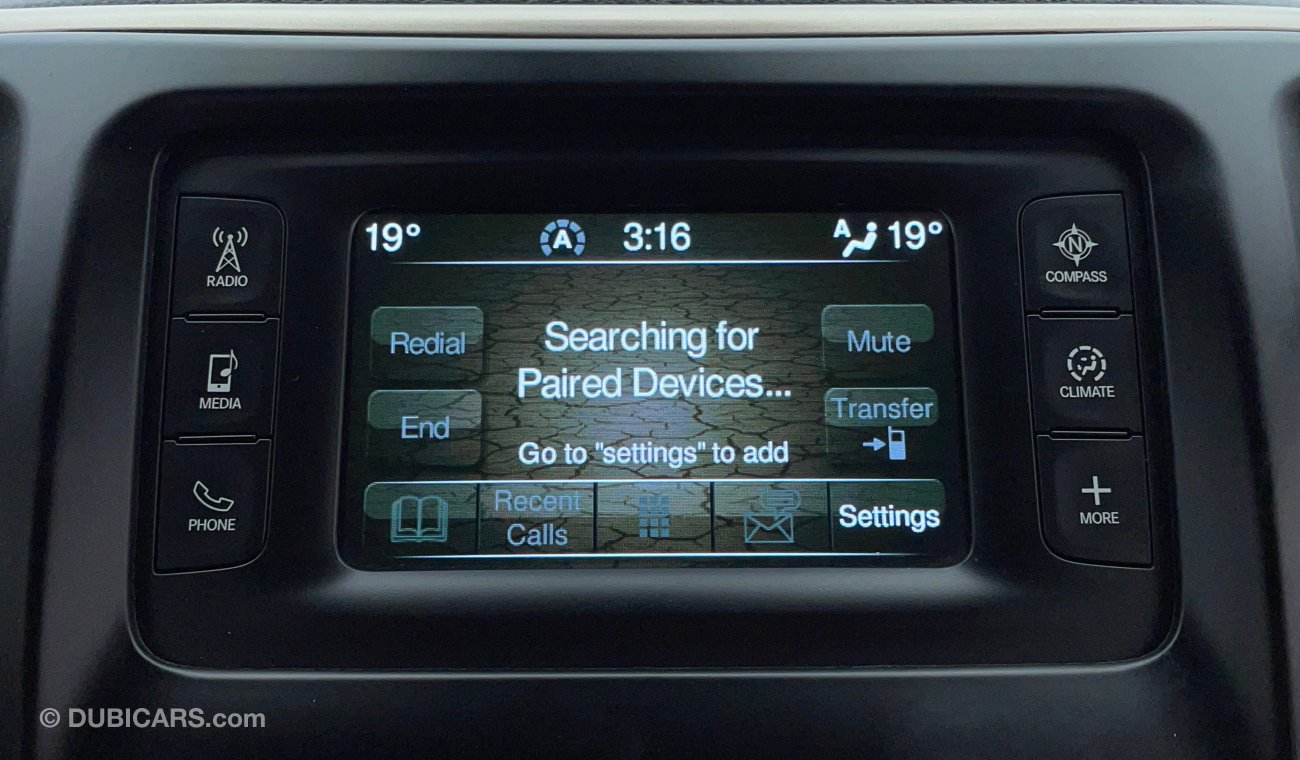 19° A 3:16 A 19°
RADIO
MEDIA
PHONE
Redial
End
Searching for
Paired Devices...
Go to "settings" to add
Mute
Transfer
Recent
Calls
Settings
N
COMPASS
CLIMATE
MORE
© DUBICARS.com